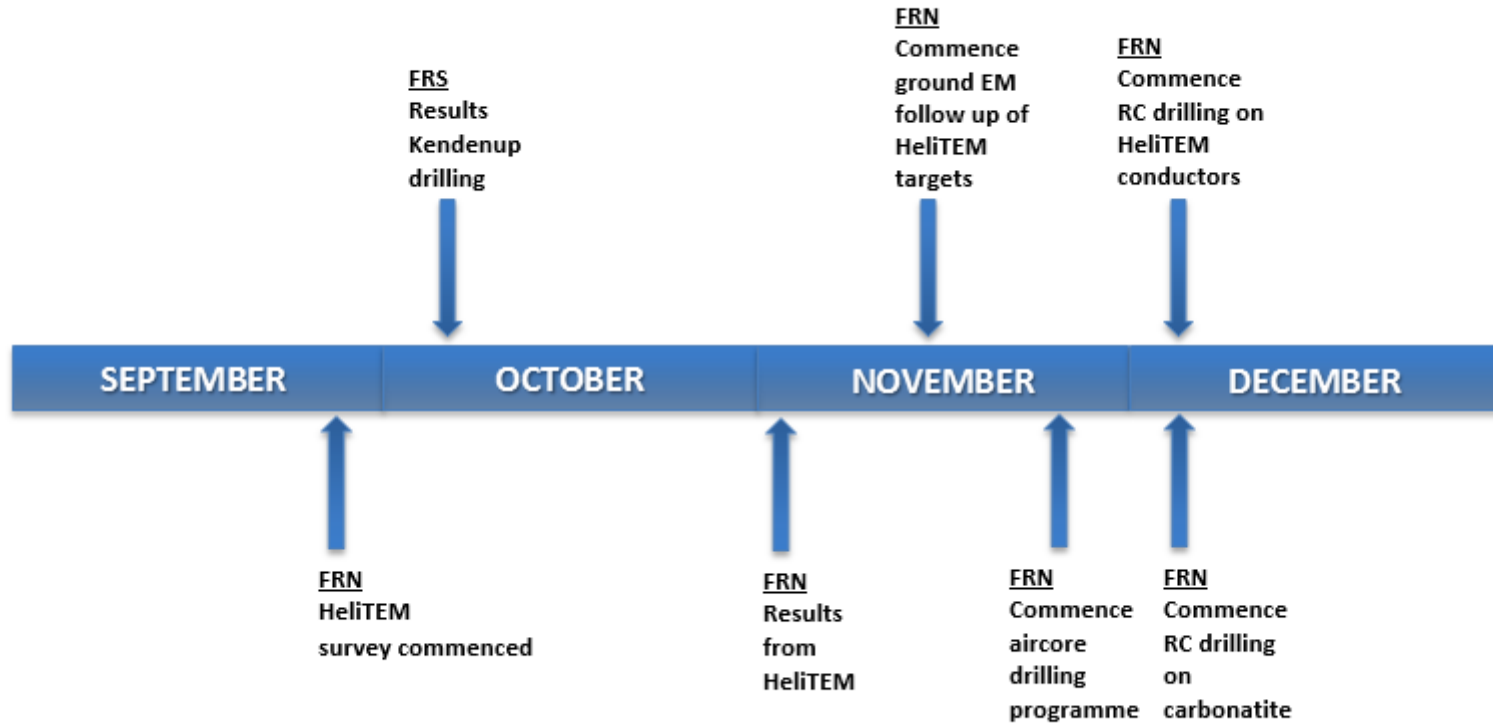 FRS
Results
Kendenup
drilling
FRN
Commence
ground EM
follow up of
HeliTEM
targets
FRN
Commence
RC drilling on
HeliTEM
conductors
SEPTEMBER
OCTOBER
NOVEMBER
DECEMBER
FRN
HeliTEM
survey commenced
FRN
Results
from
HeliTEM
FRN
Commence
aircore
drilling
programme
FRN
Commence
RC drilling
on
carbonatite